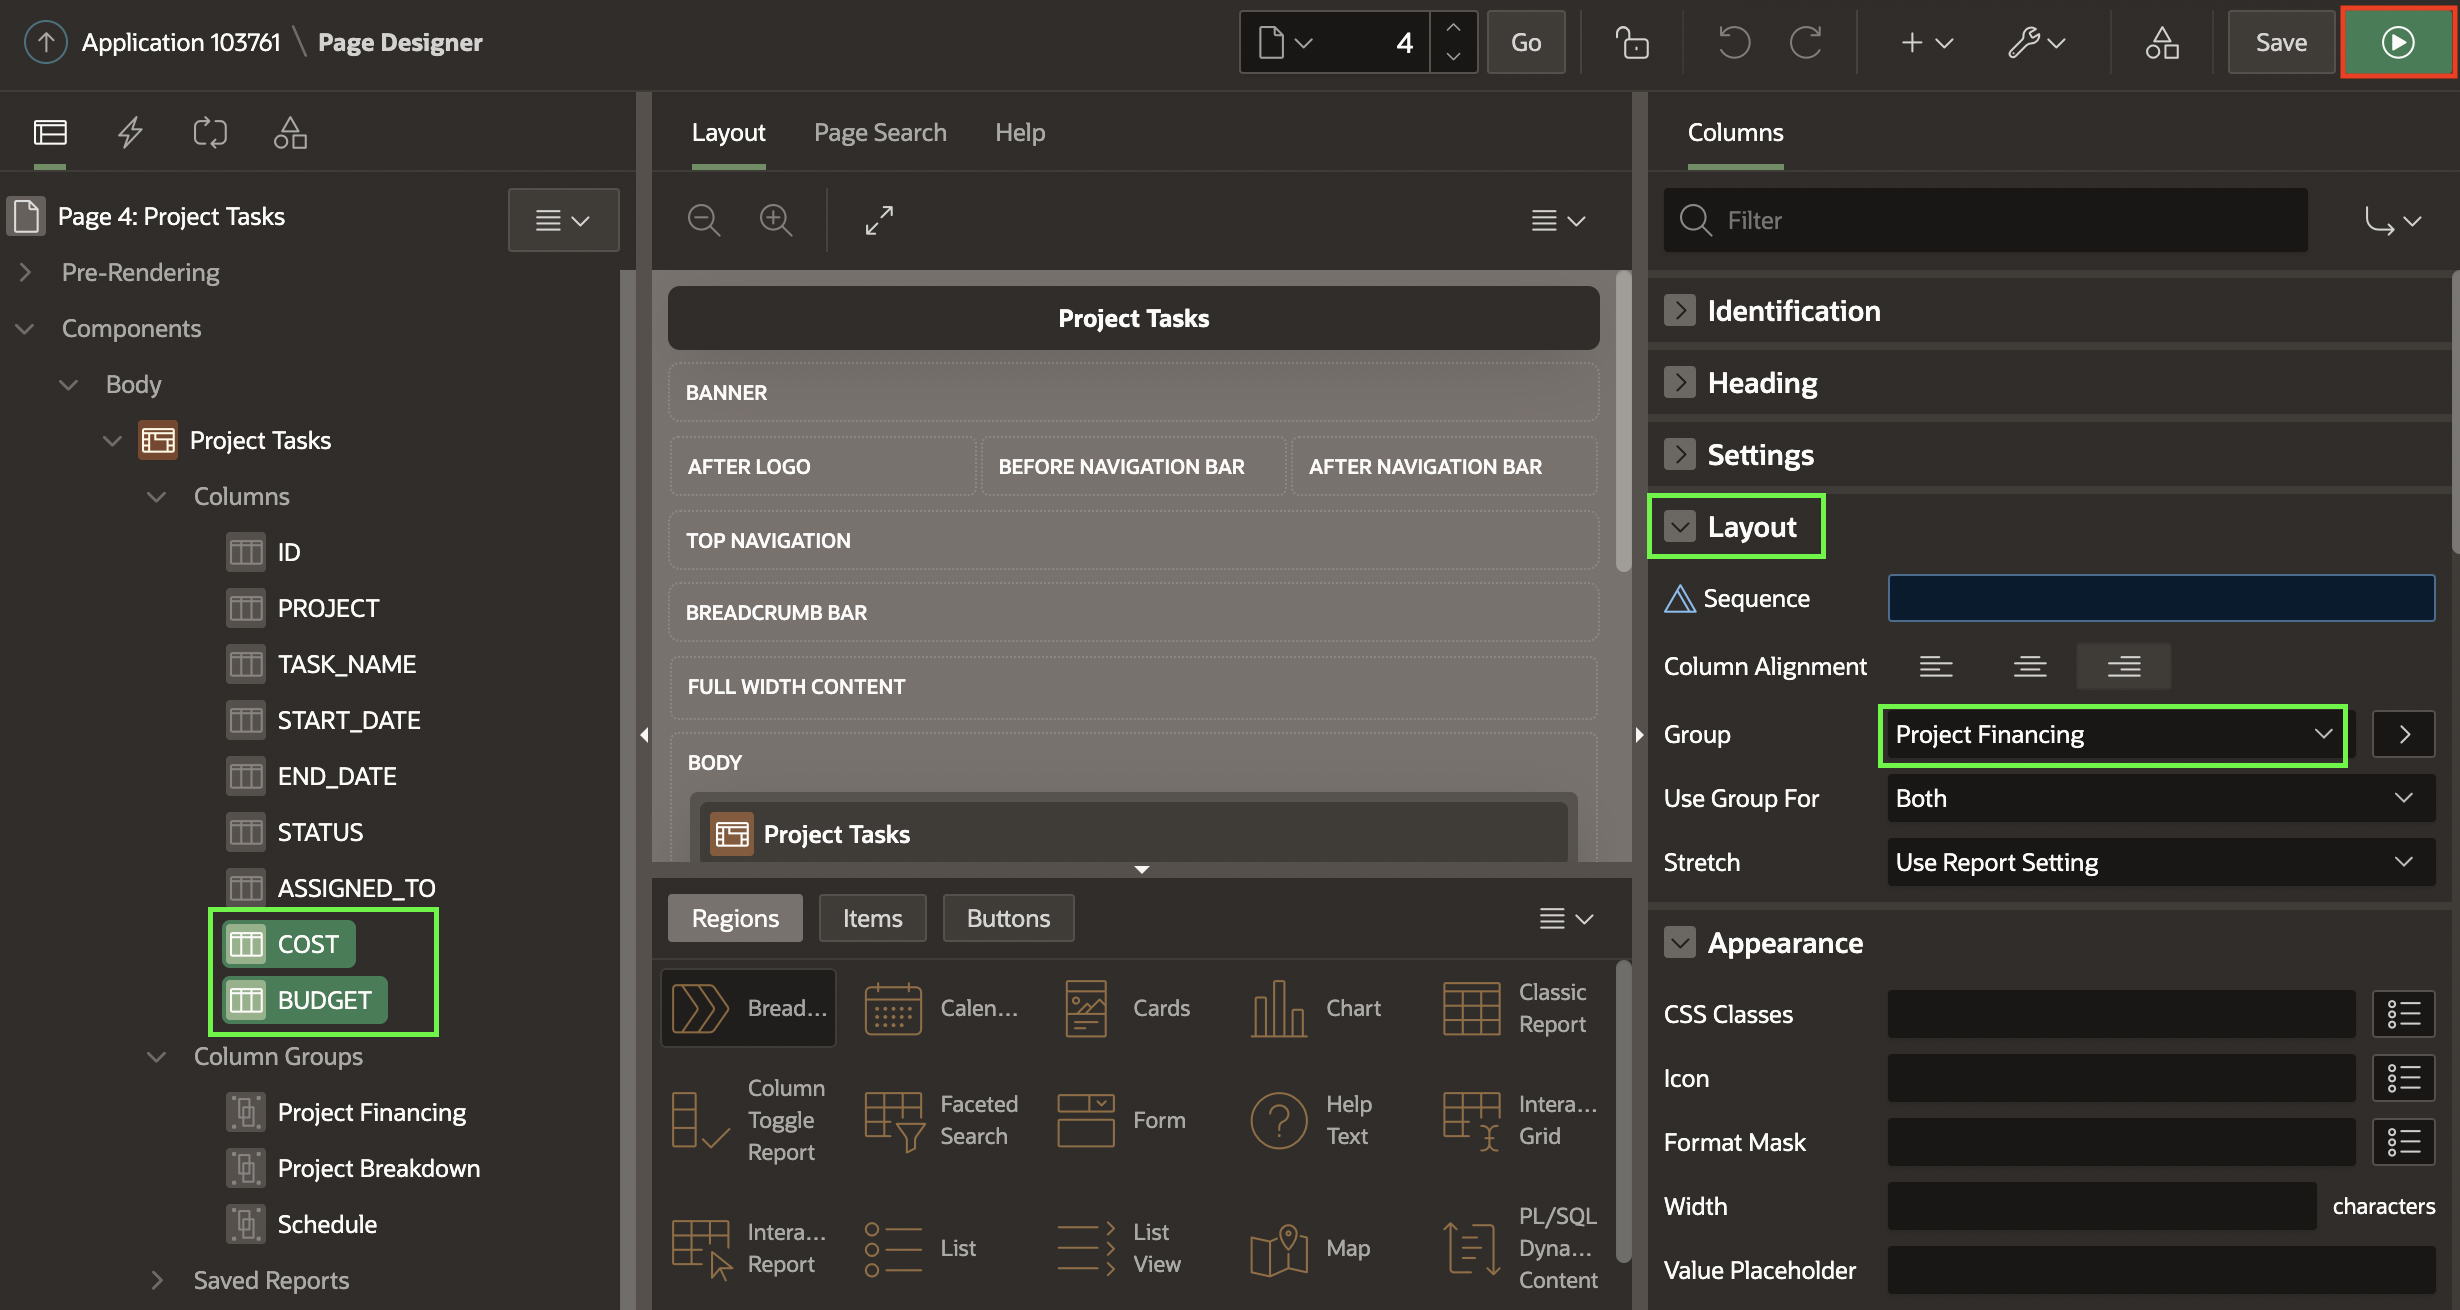 Application 103761 \ Page Designer
4
Go
Save
Layout
Page Search
Help
Columns
Page 4: Project Tasks
Pre-Rendering
Components
Body
Project Tasks
Columns
ID
PROJECT
TASK_NAME
START_DATE
END_DATE
STATUS
ASSIGNED_TO
COST
BUDGET
Column Groups
Project Financing
Project Breakdown
Schedule
Saved Reports
Project Tasks
BANNER
AFTER LOGO
BEFORE NAVIGATION BAR
AFTER NAVIGATION BAR
TOP NAVIGATION
BREADCRUMB BAR
FULL WIDTH CONTENT
BODY
Project Tasks
Regions
Items
Buttons
Bread...
Calen...
Cards
Chart
Classic
Report
Column
Toggle
Report
Faceted
Search
Form
Help
Text
Intera...
Grid
Intera...
Report
List
List
View
Map
PL/SQL
Dyna...
Content
Filter
Identification
Heading
Settings
Layout
Sequence
Column Alignment
Group
Project Financing
Use Group For
Both
Stretch
Use Report Setting
Appearance
CSS Classes
Icon
Format Mask
Width
characters
Value Placeholder